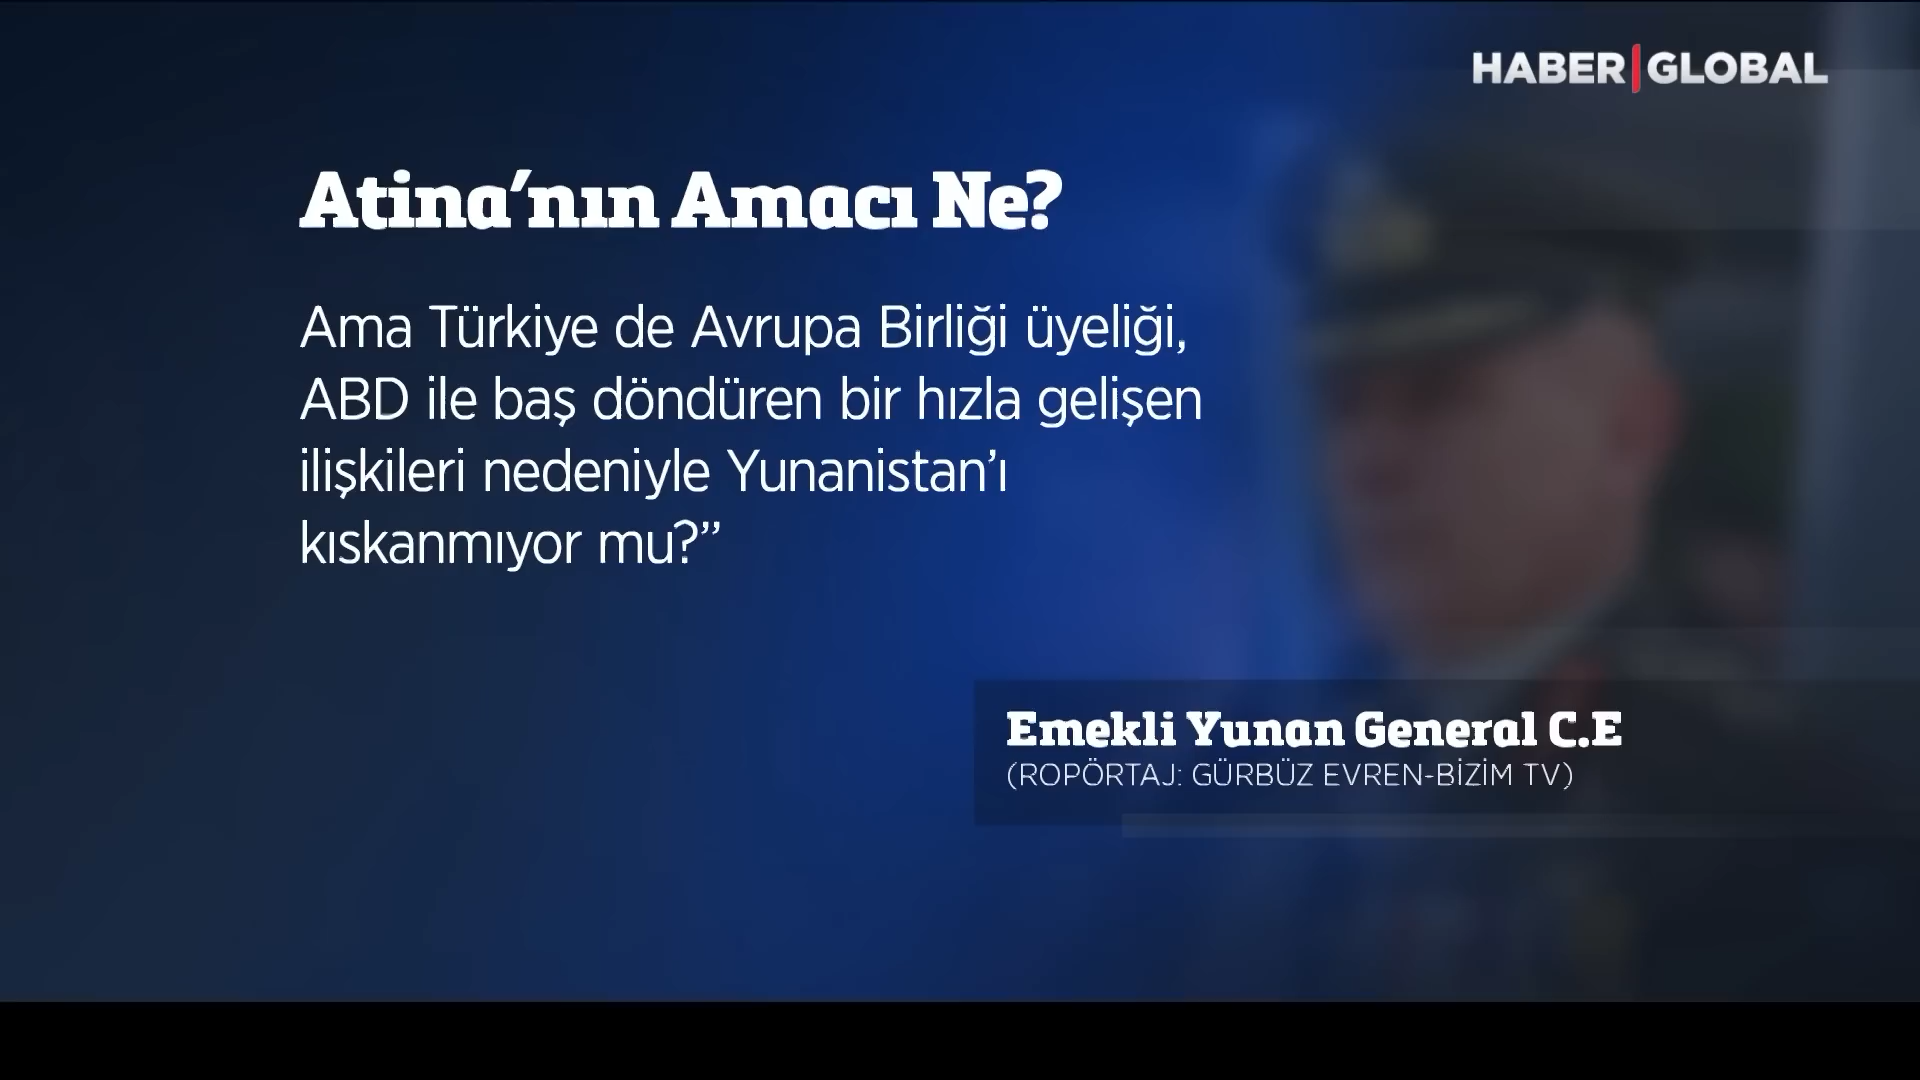 HABER GLOBAL
Atina’nın Amacı Ne?
Ama Türkiye de Avrupa Birliği üyeliği,
ABD ile baş döndüren bir hızla gelişen
ilişkileri nedeniyle Yunanistan’ı
kıskanmıyor mu?”
Emekli Yunan General C.E
(ROPÖRTAJ: GÜRBÜZ EVREN-BİZİM TV)